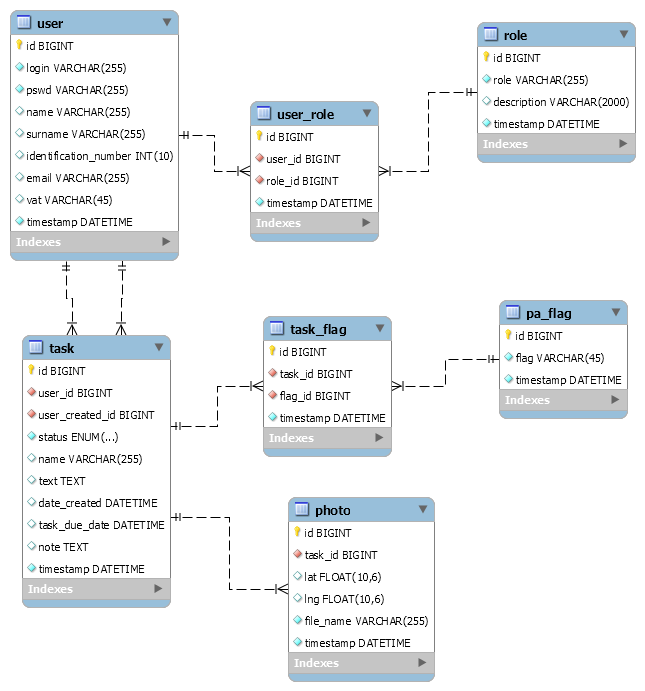 user
id BIGINT
login VARCHAR(255)
pswd VARCHAR(255)
name VARCHAR(255)
surname VARCHAR(255)
identification_number INT(10)
email VARCHAR(255)
vat VARCHAR(45)
timestamp DATETIME
Indexes
user_role
id BIGINT
user_id BIGINT
role_id BIGINT
timestamp DATETIME
Indexes
role
id BIGINT
role VARCHAR(255)
description VARCHAR(2000)
timestamp DATETIME
Indexes
task
id BIGINT
user_id BIGINT
user_created_id BIGINT
status ENUM(...)
name VARCHAR(255)
text TEXT
date_created DATETIME
task_due_date DATETIME
note TEXT
timestamp DATETIME
Indexes
task_flag
id BIGINT
task_id BIGINT
flag_id BIGINT
timestamp DATETIME
Indexes
pa_flag
id BIGINT
flag VARCHAR(45)
timestamp DATETIME
Indexes
photo
id BIGINT
task_id BIGINT
lat FLOAT(10,6)
lng FLOAT(10,6)
file_name VARCHAR(255)
timestamp DATETIME
Indexes